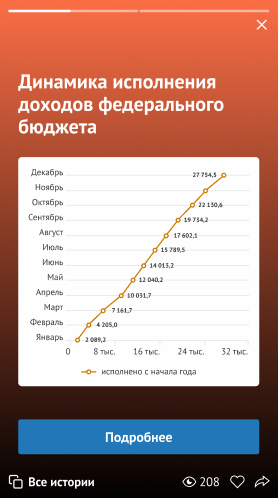 Динамика исполнения
доходов федерального
бюджета
Декабрь 27 754,5
Ноябрь
Октябрь 22 130,6
Сентябрь 19 734,2
Август 17 602,1
Июль 15 789,5
Июнь 14 013,2
Май 12 040,2
Апрель 10 031,7
Март 7 161,7
Февраль 4 205,0
Январь 2 089,2
0 8 тыс. 16 тыс. 24 тыс. 32 тыс.
исполнено с начала года
Подробнее
Все истории 208